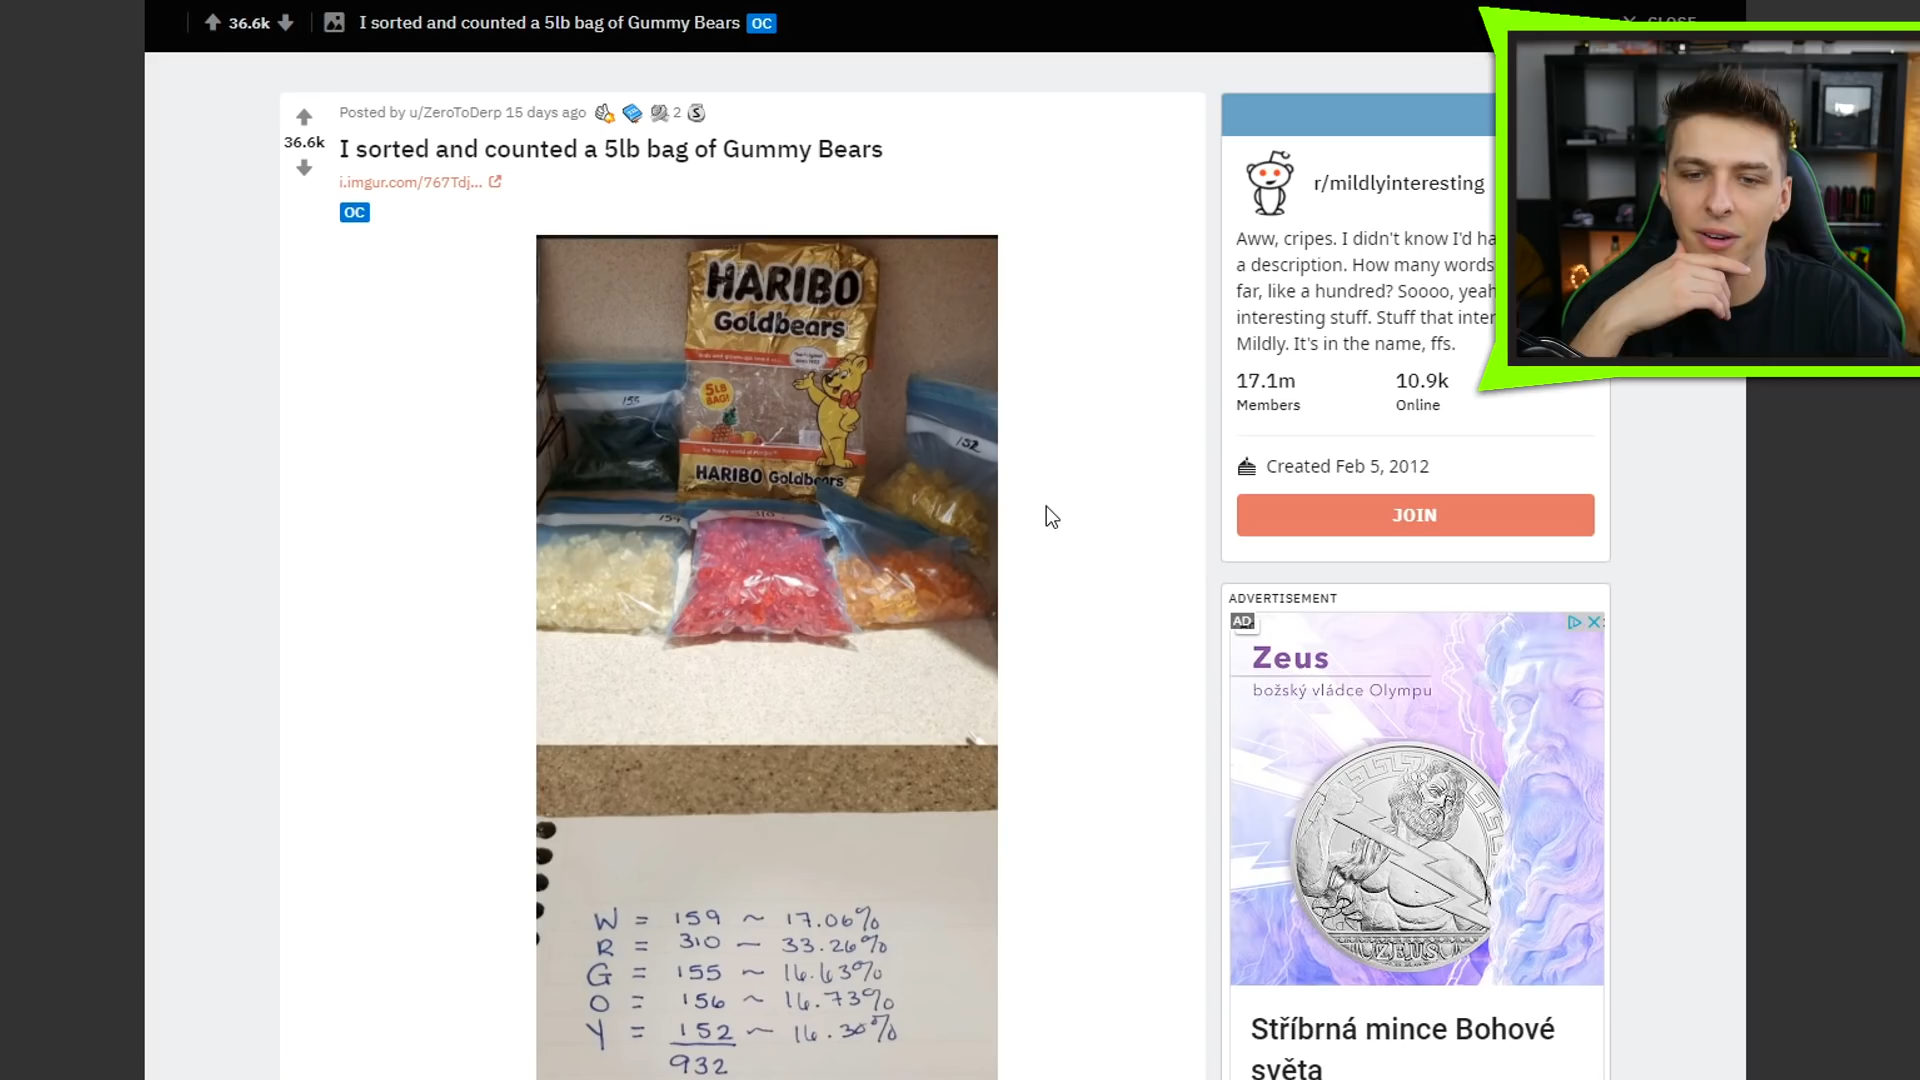 36.6k
I sorted and counted a 5lb bag of Gummy Bears OC
CLOSE
Posted by u/ZeroToDerp 15 days ago 2
36.6k
I sorted and counted a 5lb bag of Gummy Bears
i.imgur.com/767Tdj...
OC
HARIBO
Goldbears
5LB
BAG!
HARIBO Goldbears
155
152
159
310
W = 159 ~ 17.06%
R = 310 ~ 33.26%
G = 155 ~ 16.63%
O = 156 ~ 16.73%
Y = 152 ~ 16.30%
932
r/mildlyinteresting
Aww, cripes. I didn't know I'd ha
a description. How many words
far, like a hundred? Soooo, yeah
interesting stuff. Stuff that inter
Mildly. It's in the name, ffs.
17.1m
Members
10.9k
Online
Created Feb 5, 2012
JOIN
ADVERTISEMENT
AD
Zeus
božský vládce Olympu
ZEUS
Stříbrná mince Bohové
světa